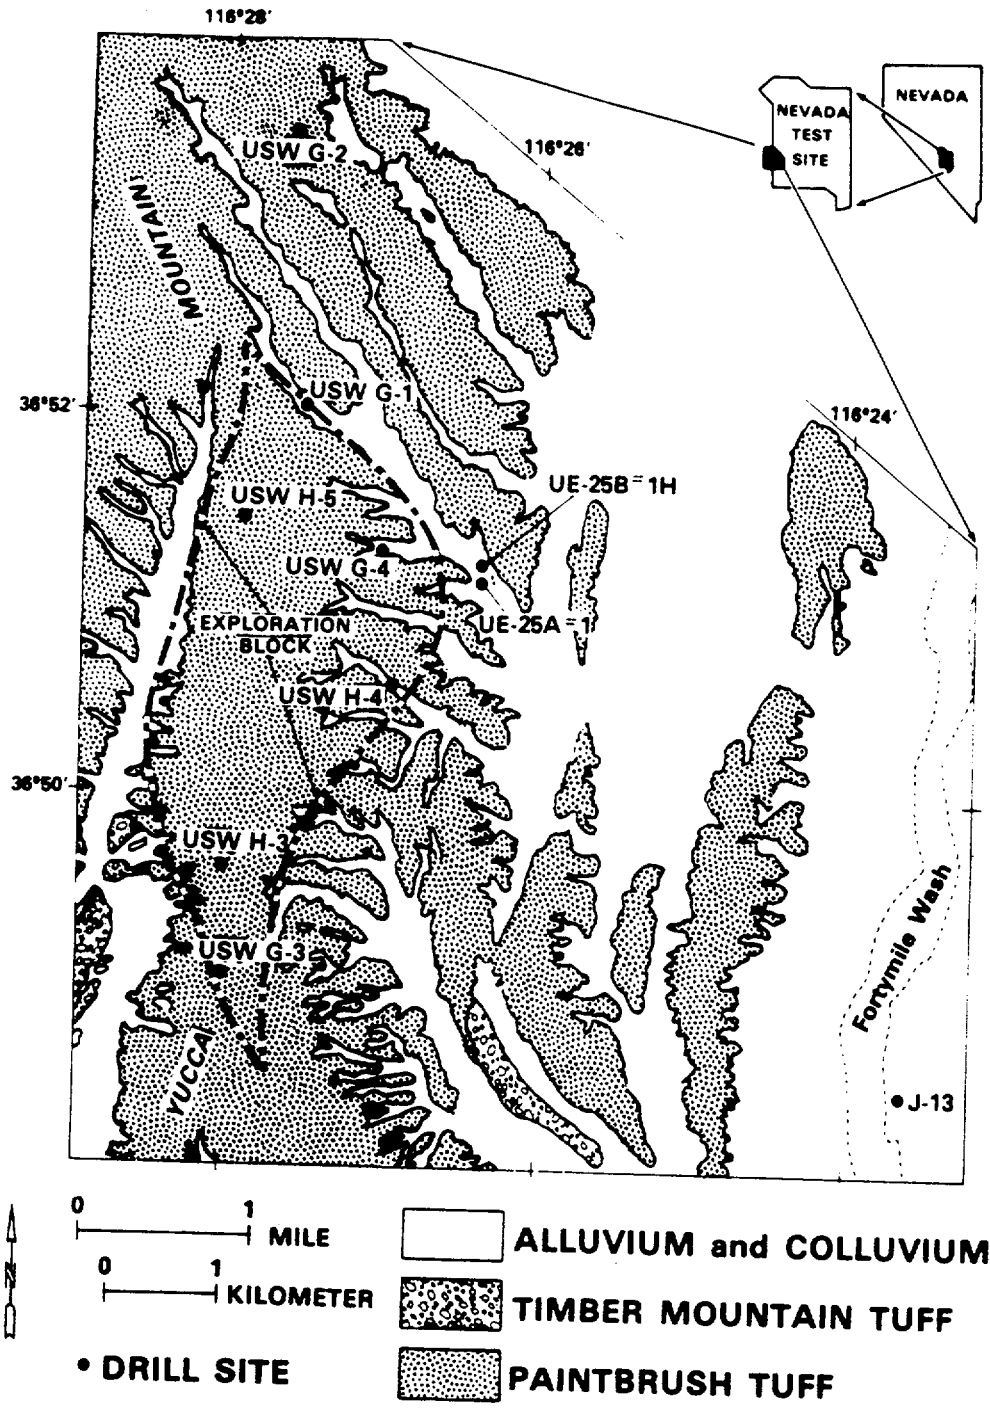 116°28'
NEVADA
TEST
SITE
NEVADA
USW G-2
116°26'
MOUNTAIN
USW G-1
36°52'
116°24'
UE-25B=1H
USW H-5
USW G-4
EXPLORATION
BLOCK
UE-25A=1
USW H-4
36°50'
USW H-3
USW G-3
Fortymile Wash
YUCCA
J-13
0 1
MILE
0 1
KILOMETER
N
DRILL SITE
ALLUVIUM and COLLUVIUM
TIMBER MOUNTAIN TUFF
PAINTBRUSH TUFF